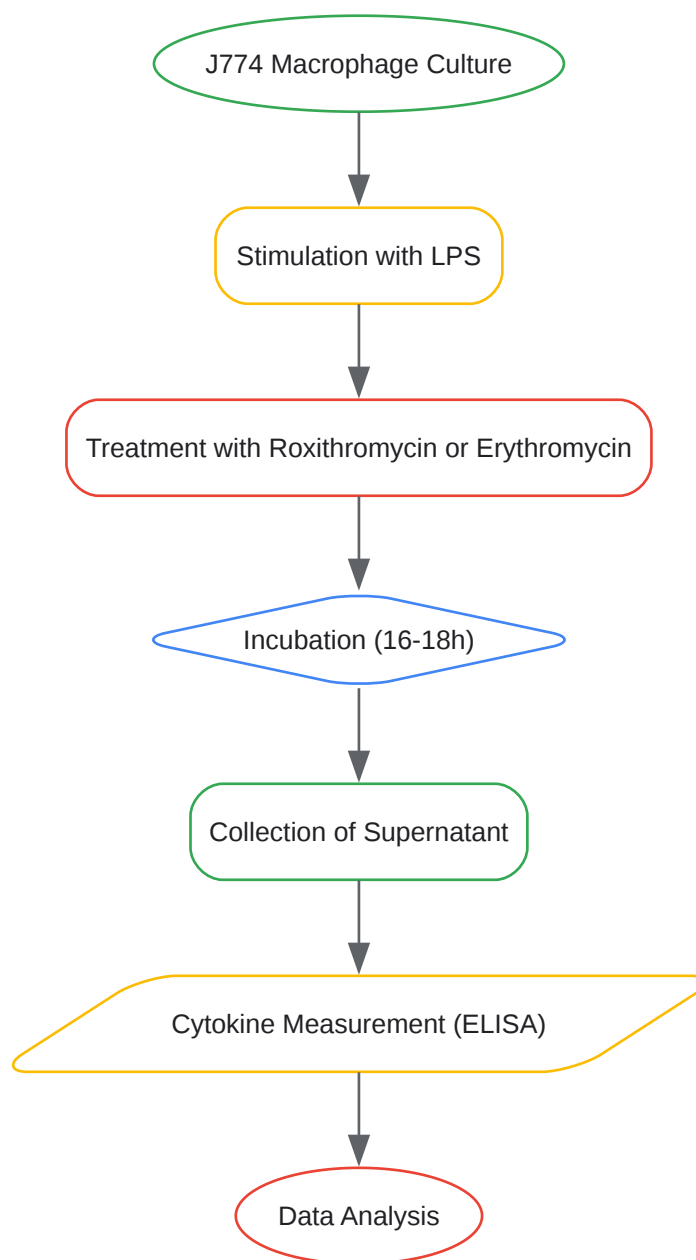 J774 Macrophage Culture
Stimulation with LPS
Treatment with Roxithromycin or Erythromycin
Incubation (16-18h)
Collection of Supernatant
Cytokine Measurement (ELISA)
Data Analysis